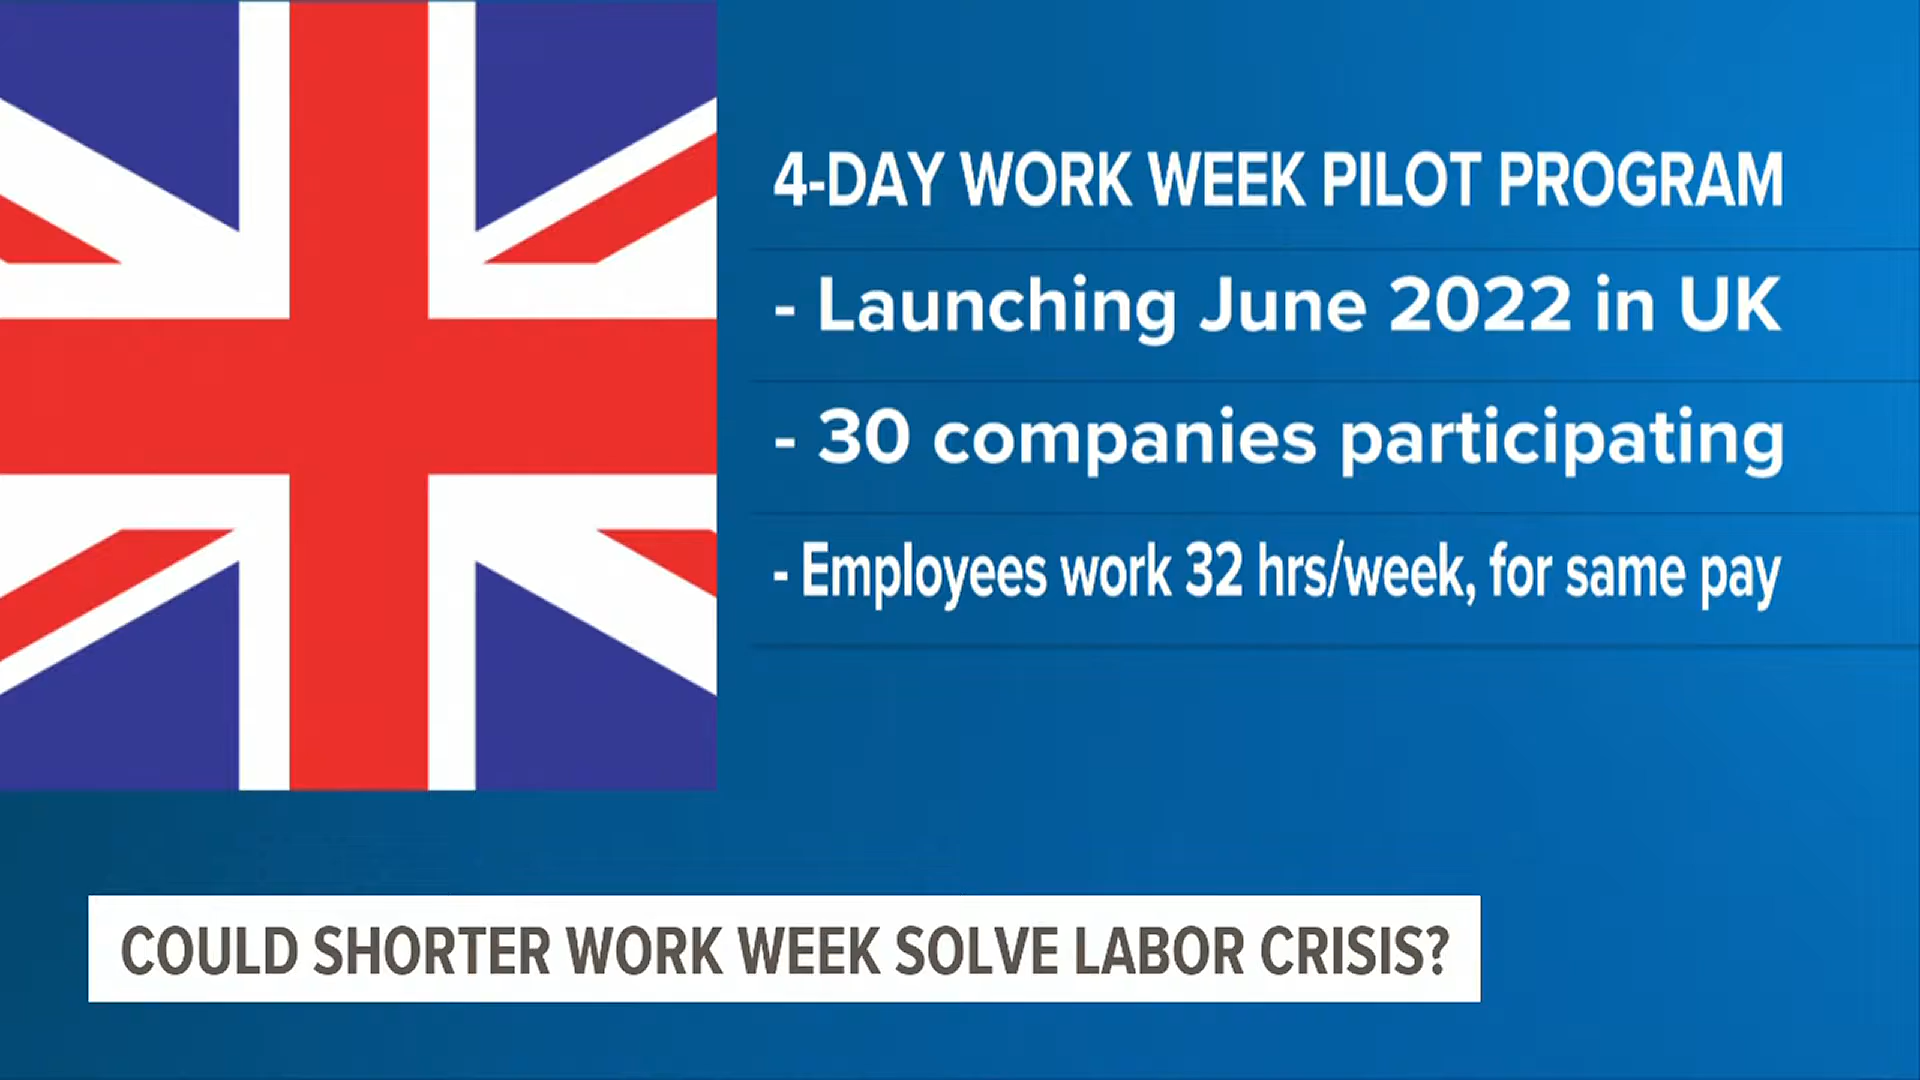 4-DAY WORK WEEK PILOT PROGRAM
- Launching June 2022 in UK
- 30 companies participating
- Employees work 32 hrs/week, for same pay
COULD SHORTER WORK WEEK SOLVE LABOR CRISIS?